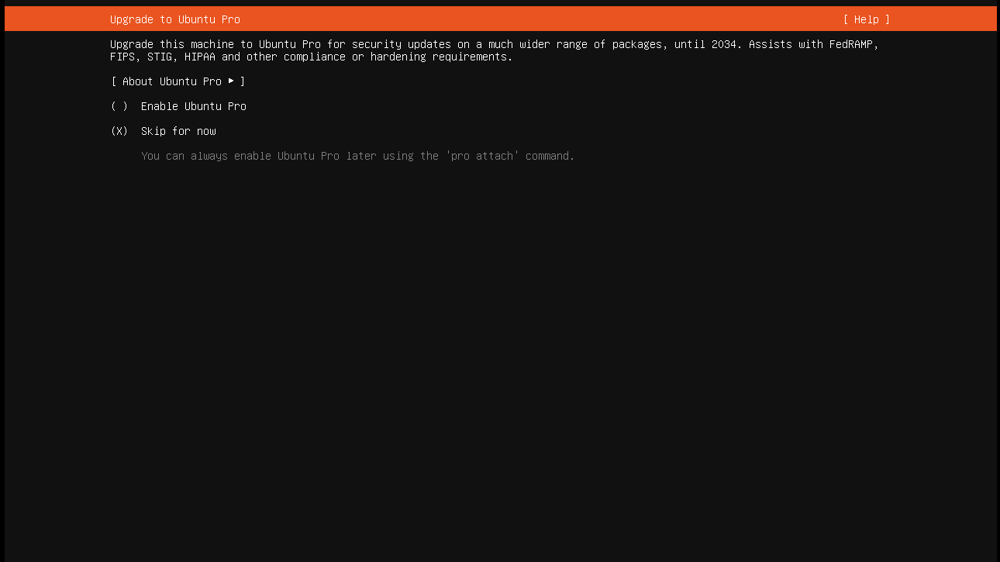 Upgrade to Ubuntu Pro [ Help ]
Upgrade this machine to Ubuntu Pro for security updates on a much wider range of packages, until 2034. Assists with FedRAMP,
FIPS, STIG, HIPAA and other compliance or hardening requirements.
[ About Ubuntu Pro ▸ ]
( ) Enable Ubuntu Pro
(X) Skip for now
You can always enable Ubuntu Pro later using the 'pro attach' command.